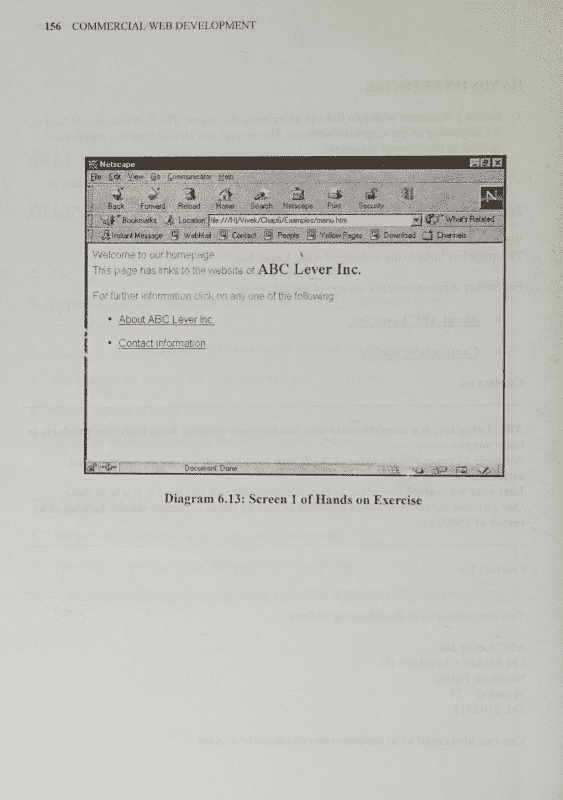 156 COMMERCIAL WEB DEVELOPMENT
Netscape
File Edit View Go Communicator Help
Back Forward Reload Home Search Netscape Print Security
Bookmarks Location: file:///H|/Vivek/Chap6/Examples/menu.htm What's Related
Instant Message WebMail Contact People Yellow Pages Download Channels
Welcome to our homepage.
This page has links to the website of ABC Lever Inc.
For further information click on any one of the following
• About ABC Lever Inc.
• Contact information
Document: Done
Diagram 6.13: Screen 1 of Hands on Exercise